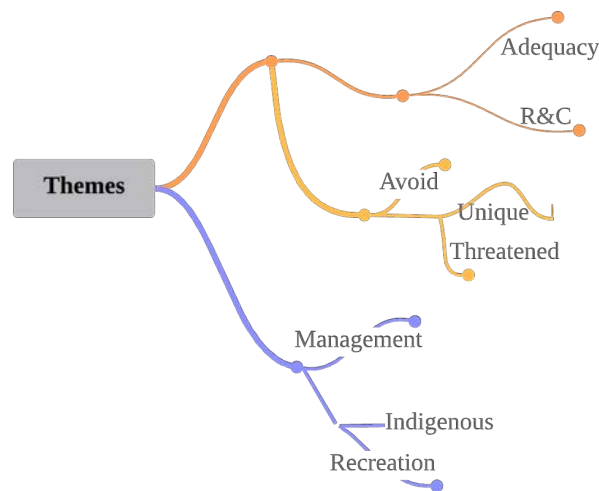 Adequacy
R&C
Themes
Avoid
Unique
Threatened
Management
Indigenous
Recreation